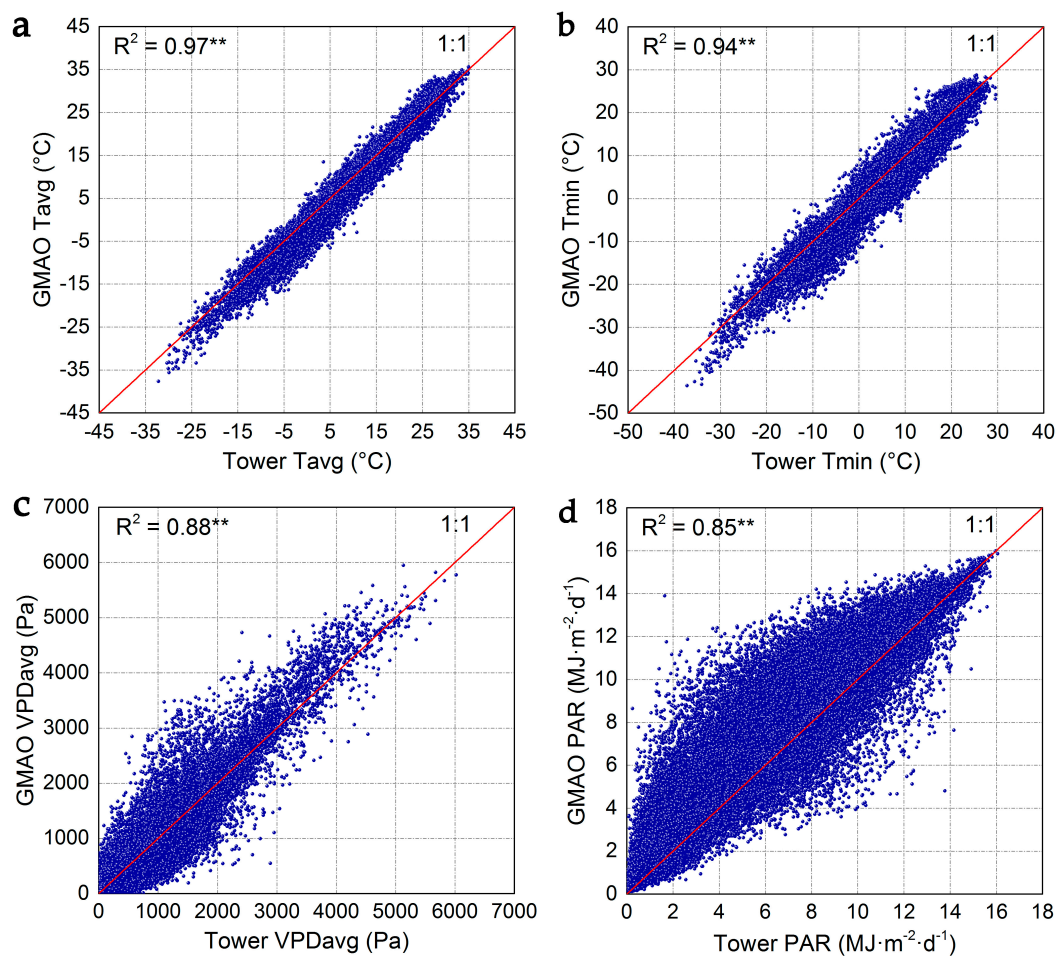 a
R² = 0.97**
1:1
45
35
25
15
5
-5
-15
-25
-35
-45
GMAO Tavg (°C)
-45 -35 -25 -15 -5 5 15 25 35 45
Tower Tavg (°C)
b
R² = 0.94**
1:1
40
30
20
10
0
-10
-20
-30
-40
-50
GMAO Tmin (°C)
-50 -40 -30 -20 -10 0 10 20 30 40
Tower Tmin (°C)
c
R² = 0.88**
1:1
7000
6000
5000
4000
3000
2000
1000
0
GMAO VPDavg (Pa)
0 1000 2000 3000 4000 5000 6000 7000
Tower VPDavg (Pa)
d
R² = 0.85**
1:1
18
16
14
12
10
8
6
4
2
0
GMAO PAR (MJ·m⁻²·d⁻¹)
0 2 4 6 8 10 12 14 16 18
Tower PAR (MJ·m⁻²·d⁻¹)